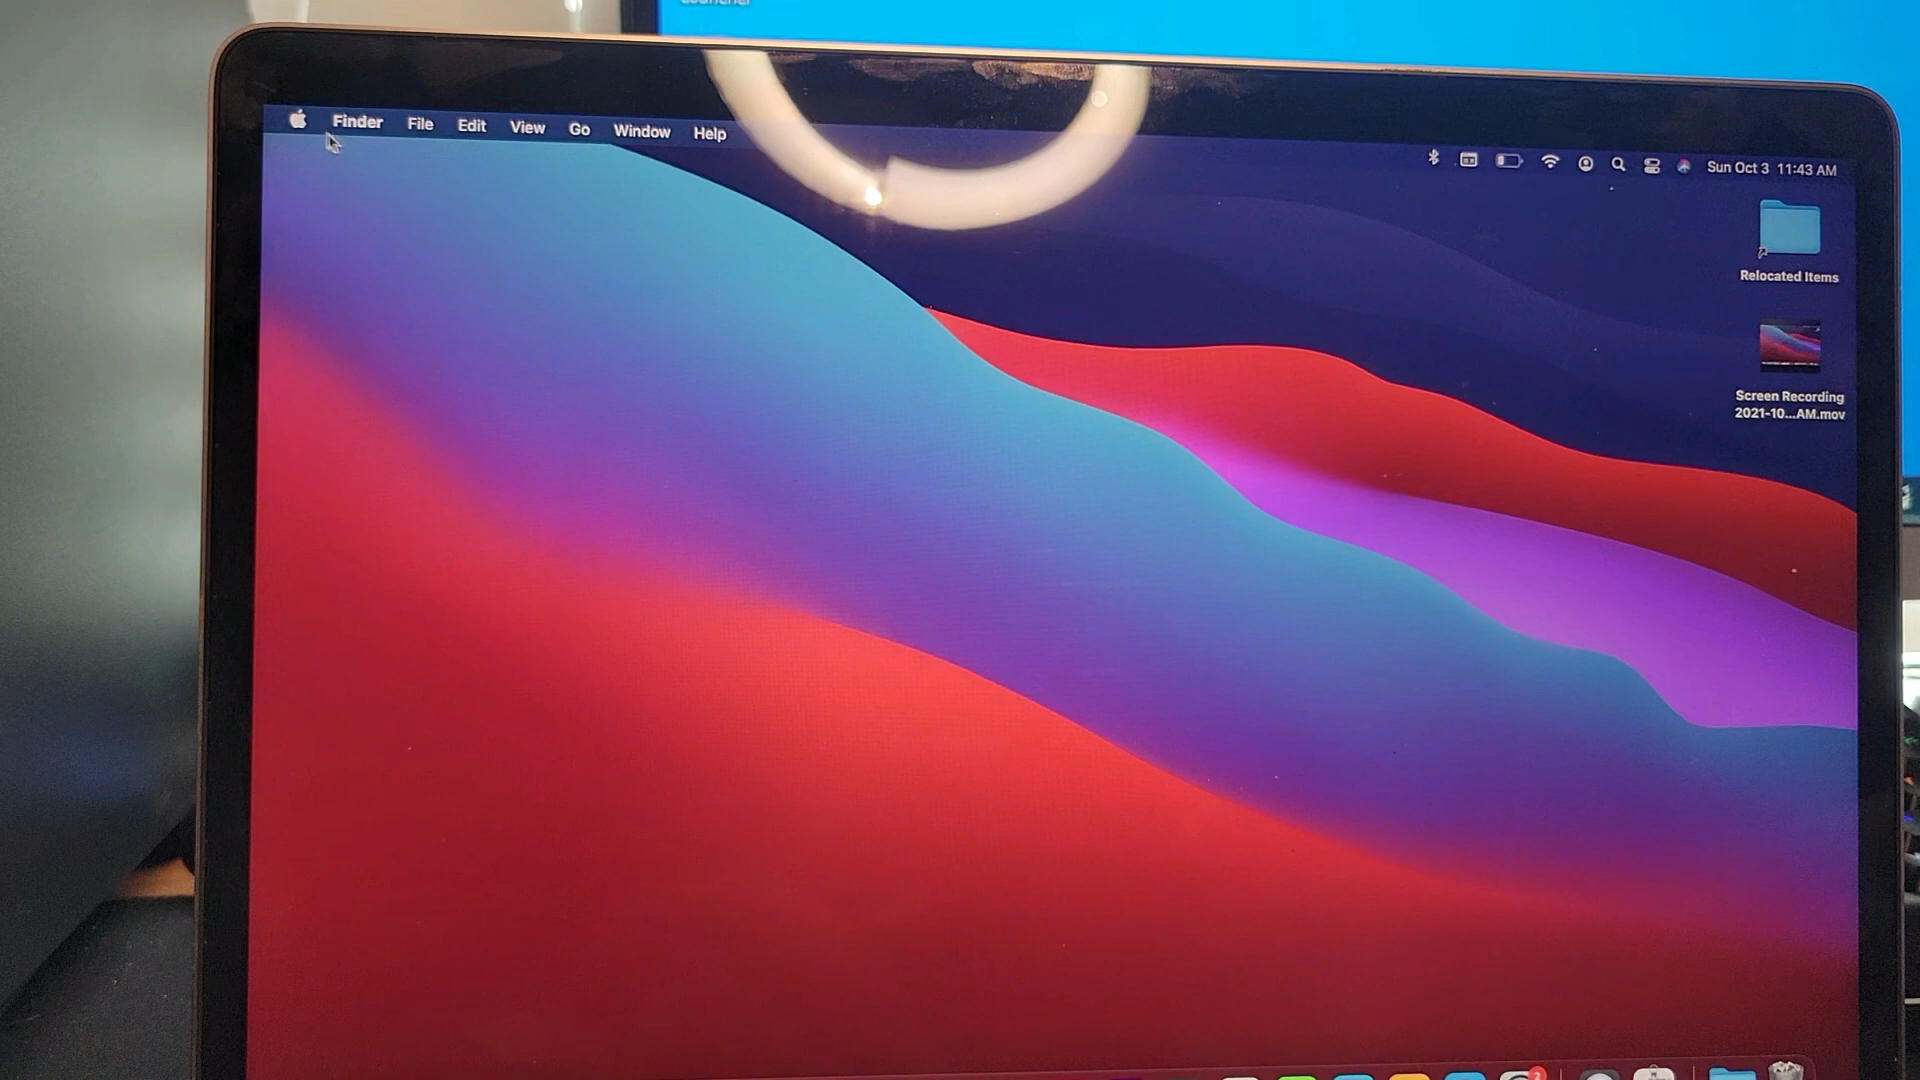 Finder File Edit View Go Window Help
Sun Oct 3 11:43 AM
Relocated Items
Screen Recording
2021-10...AM.mov
2